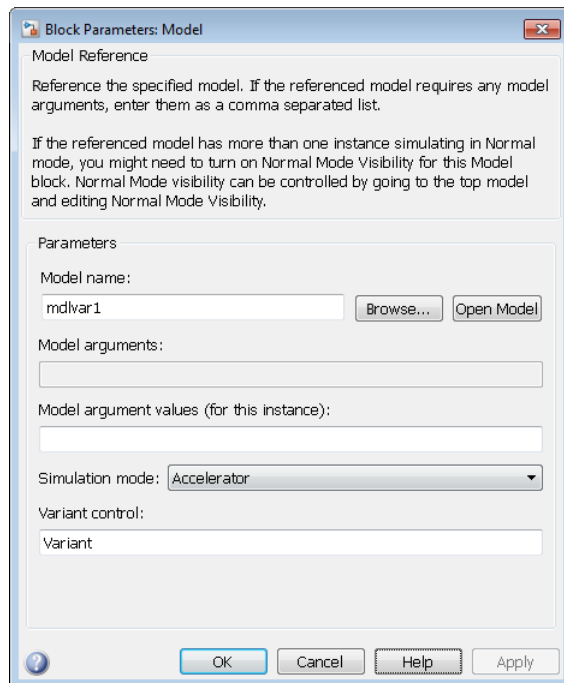 Block Parameters: Model
Model Reference
Reference the specified model. If the referenced model requires any model
arguments, enter them as a comma separated list.
If the referenced model has more than one instance simulating in Normal
mode, you might need to turn on Normal Mode Visibility for this Model
block. Normal Mode visibility can be controlled by going to the top model
and editing Normal Mode Visibility.
Parameters
Model name:
mdlvar1
Browse...
Open Model
Model arguments:
Model argument values (for this instance):
Simulation mode: Accelerator
Variant control:
Variant
OK
Cancel
Help
Apply